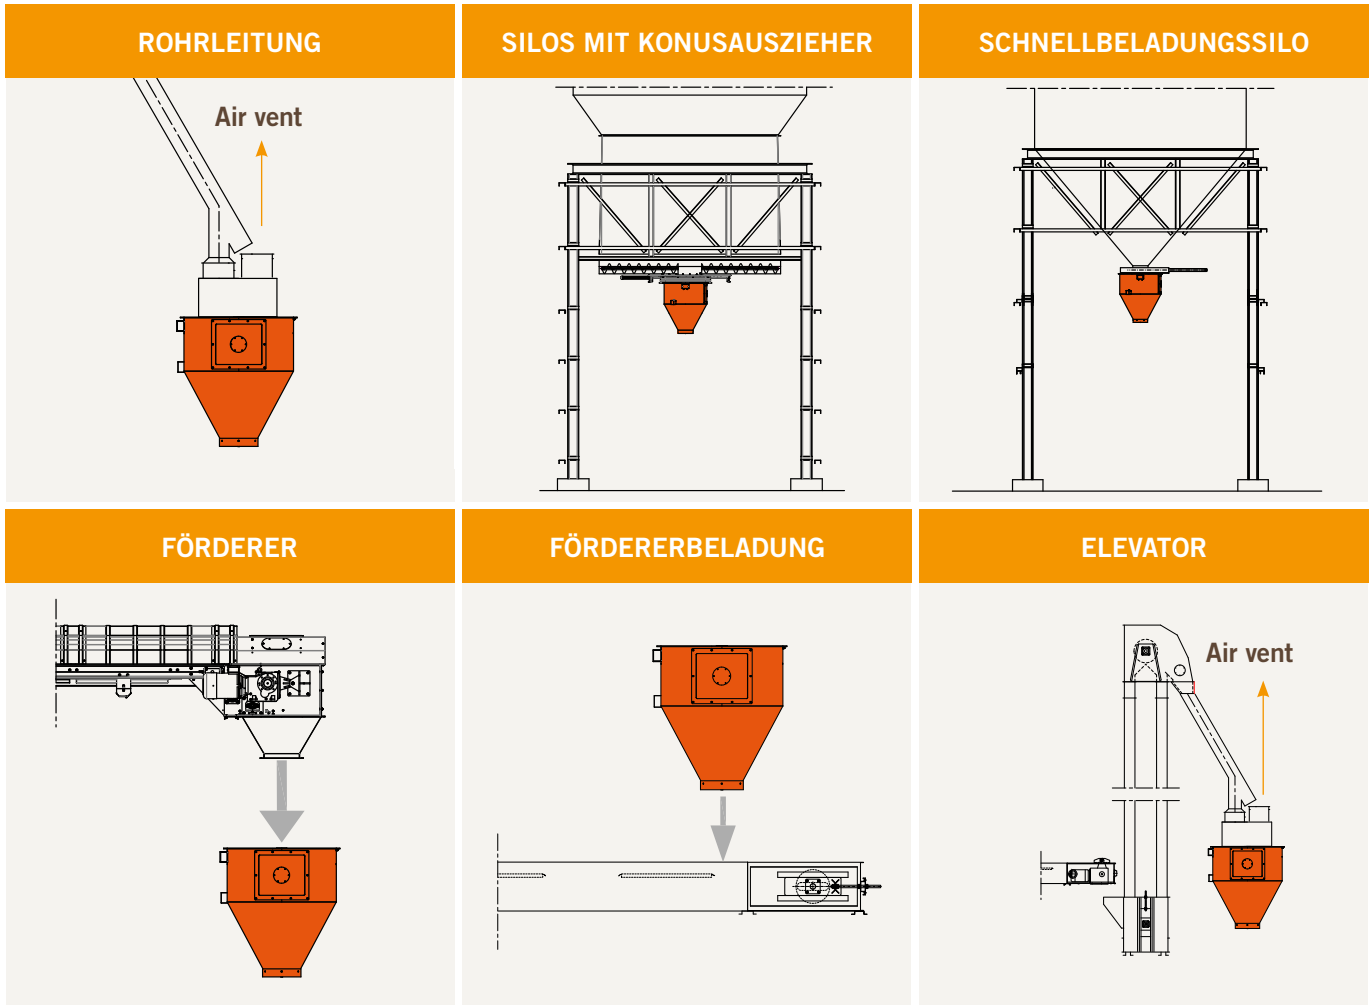 ROHRLEITUNG
Air vent
SILOS MIT KONUSAUSZIEHER
SCHNELLBELADUNGSSILO
FÖRDERER
FÖRDERERBELADUNG
ELEVATOR
Air vent